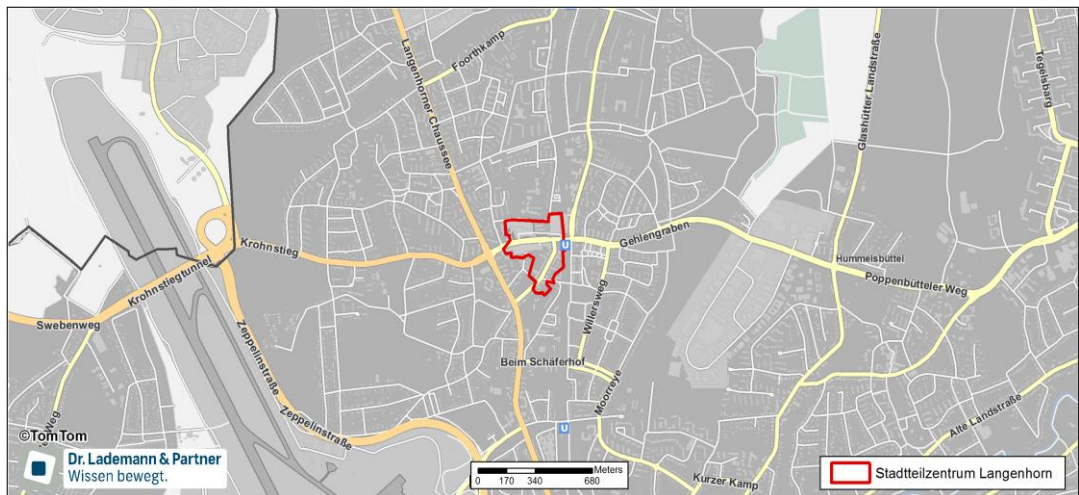 Foorthkamp
Langenhorner Chaussee
Glashütter Landstraße
Tegelsbarg
Krohnstieg
U
Gehlengraben
Krohnstiegtunnel
Hummelsbüttel
Poppenbütteler Weg
Swebenweg
Zeppelinstraße
Willersweg
Beim Schäferhof
Moorreye
Zeppelinstraße
Alte Landstraße
Weg
U
©TomTom
Dr. Lademann & Partner
Wissen bewegt.
Meters
0 170 340 680
Kurzer Kamp
Stadtteilzentrum Langenhorn